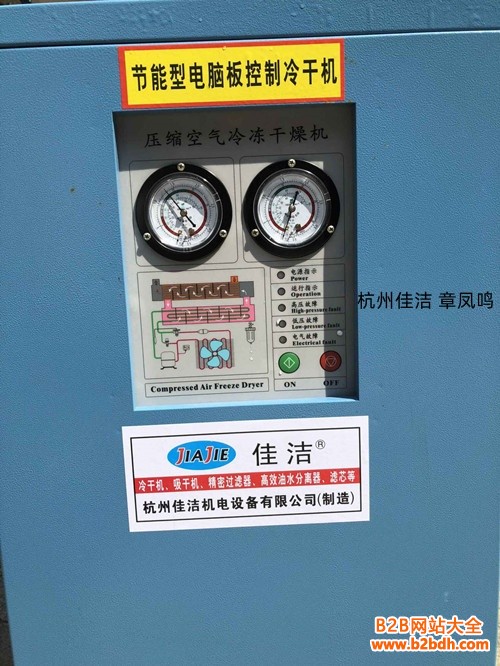 节能型电脑板控制冷干机
压缩空气冷冻干燥机
电源指示
Power
运行指示
Operation
高压故障
High-pressure fault
低压故障
Low-pressure fault
电气故障
Electrical fault
杭州佳洁 章凤鸣
Compressed Air Freeze Dryer
ON OFF
JIAJIE 佳洁®
冷干机、吸干机、精密过滤器、高效油水分离器、滤芯等
杭州佳洁机电设备有限公司(制造)
B2B网站大全
www.b2bdh.com